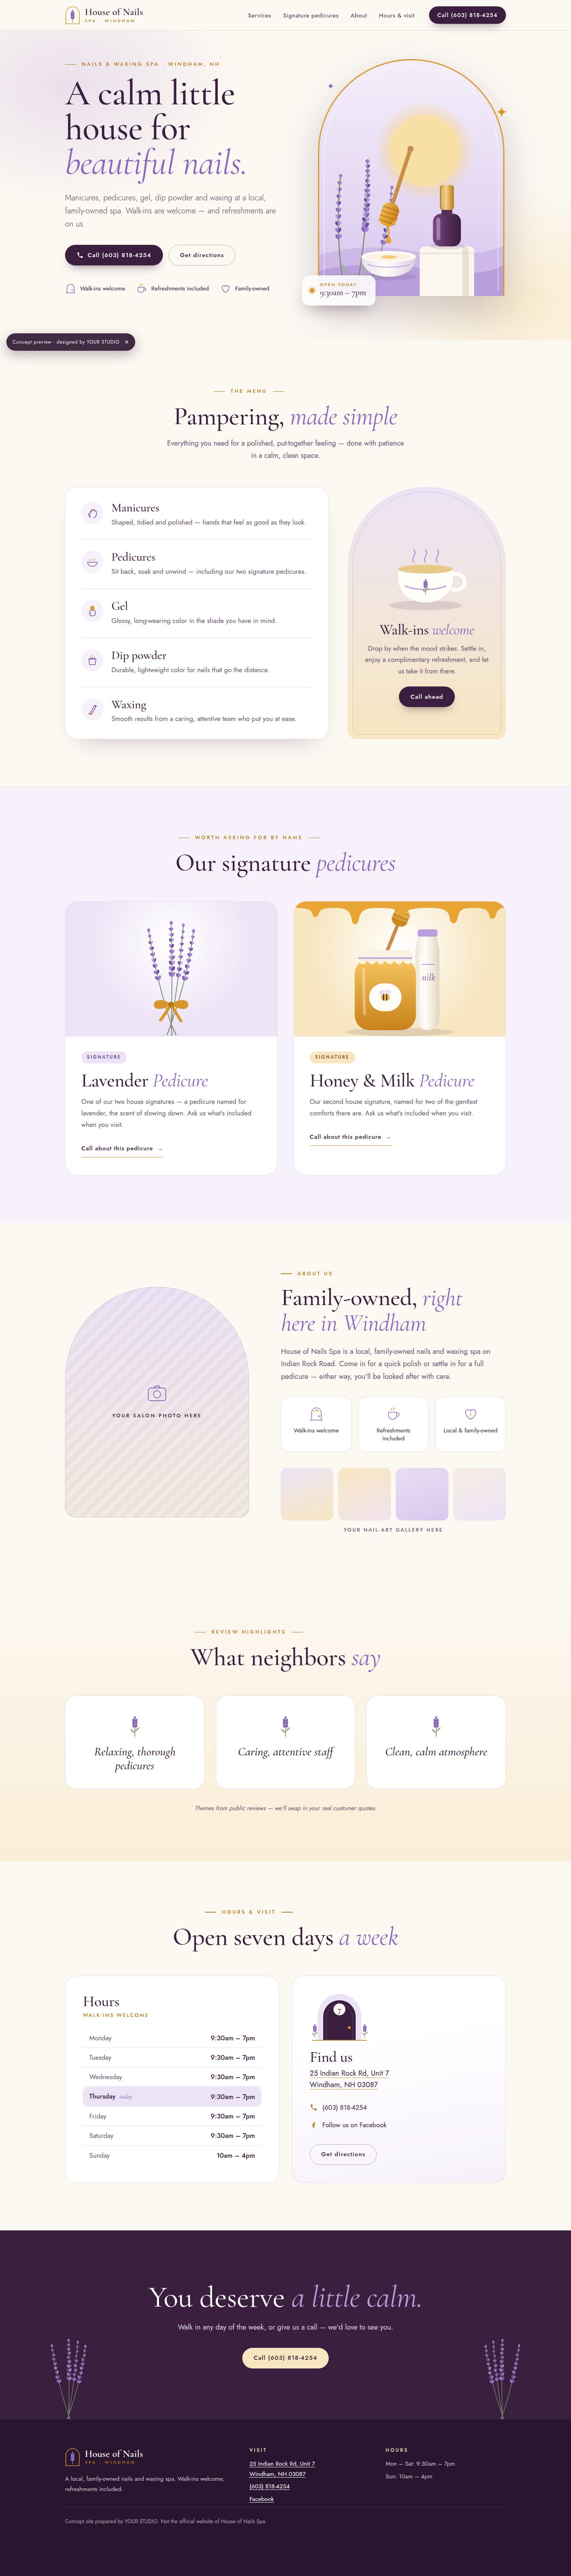 House of Nails
SPA · WINDHAM
Services
Signature pedicures
About
Hours & visit
Call (603) 818-4254
NAILS & WAXING SPA · WINDHAM, NH
A calm little
house for
beautiful nails.
Manicures, pedicures, gel, dip powder and waxing at a local,
family-owned spa. Walk-ins are welcome — and refreshments are
on us.
Call (603) 818-4254
Get directions
Walk-ins welcome
Refreshments included
Family-owned
OPEN TODAY
9:30am – 7pm
Concept preview · designed by YOUR STUDIO ×
THE MENU
Pampering, made simple
Everything you need for a polished, put-together feeling — done with patience
in a calm, clean space.
Manicures
Shaped, tidied and polished — hands that feel as good as they look.
Pedicures
Sit back, soak and unwind — including our two signature pedicures.
Gel
Glossy, long-wearing color in the shade you have in mind.
Dip powder
Durable, lightweight color for nails that go the distance.
Waxing
Smooth results from a caring, attentive team who put you at ease.
Walk-ins welcome
Drop by when the mood strikes. Settle in,
enjoy a complimentary refreshment, and let
us take it from there.
Call ahead
WORTH ASKING FOR BY NAME
Our signature pedicures
milk
SIGNATURE
Lavender Pedicure
One of our two house signatures — a pedicure named for
lavender, the scent of slowing down. Ask us what's included
when you visit.
Call about this pedicure →
SIGNATURE
Honey & Milk Pedicure
Our second house signature, named for two of the gentlest
comforts there are. Ask us what's included when you visit.
Call about this pedicure →
YOUR SALON PHOTO HERE
ABOUT US
Family-owned, right
here in Windham
House of Nails Spa is a local, family-owned nails and waxing spa on
Indian Rock Road. Come in for a quick polish or settle in for a full
pedicure — either way, you'll be looked after with care.
Walk-ins welcome
Refreshments
included
Local & family-owned
YOUR NAIL-ART GALLERY HERE
REVIEW HIGHLIGHTS
What neighbors say
Relaxing, thorough
pedicures
Caring, attentive staff
Clean, calm atmosphere
Themes from public reviews — we'll swap in your real customer quotes.
HOURS & VISIT
Open seven days a week
Hours
WALK-INS WELCOME
Monday 9:30am – 7pm
Tuesday 9:30am – 7pm
Wednesday 9:30am – 7pm
Thursday today 9:30am – 7pm
Friday 9:30am – 7pm
Saturday 9:30am – 7pm
Sunday 10am – 4pm
7
Find us
25 Indian Rock Rd, Unit 7
Windham, NH 03087
(603) 818-4254
Follow us on Facebook
Get directions
You deserve a little calm.
Walk in any day of the week, or give us a call — we'd love to see you.
Call (603) 818-4254
House of Nails
SPA · WINDHAM
A local, family-owned nails and waxing spa. Walk-ins welcome;
refreshments included.
VISIT
25 Indian Rock Rd, Unit 7
Windham, NH 03087
(603) 818-4254
Facebook
HOURS
Mon – Sat: 9:30am – 7pm
Sun: 10am – 4pm
Concept site prepared by YOUR STUDIO. Not the official website of House of Nails Spa.